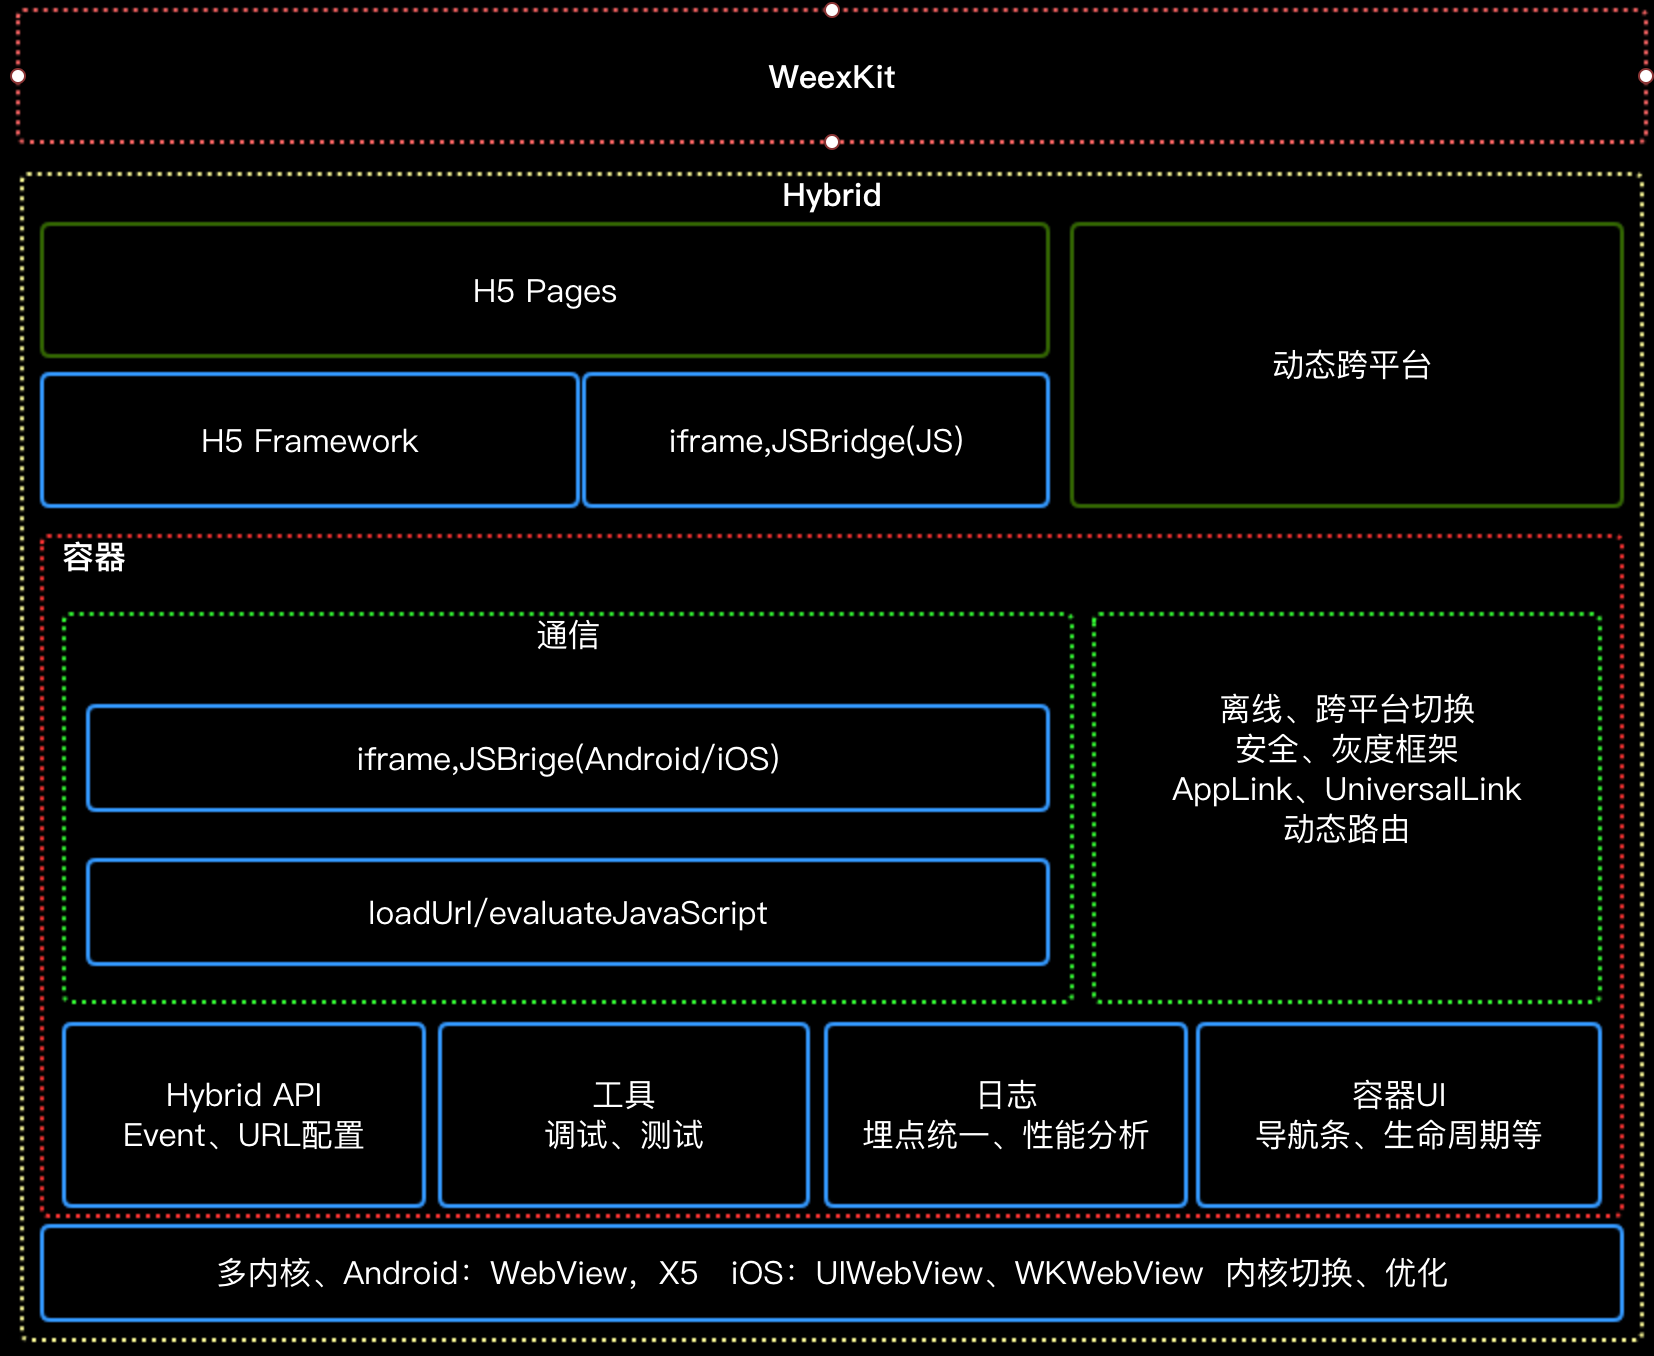 WeexKit
Hybrid
H5 Pages
动态跨平台
H5 Framework
iframe,JSBridge(JS)
容器
通信
iframe,JSBrige(Android/iOS)
loadUrl/evaluateJavaScript
离线、跨平台切换
安全、灰度框架
AppLink、UniversalLink
动态路由
Hybrid API
Event、URL配置
工具
调试、测试
日志
埋点统一、性能分析
容器UI
导航条、生命周期等
多内核、Android：WebView，X5 iOS：UIWebView、WKWebView 内核切换、优化